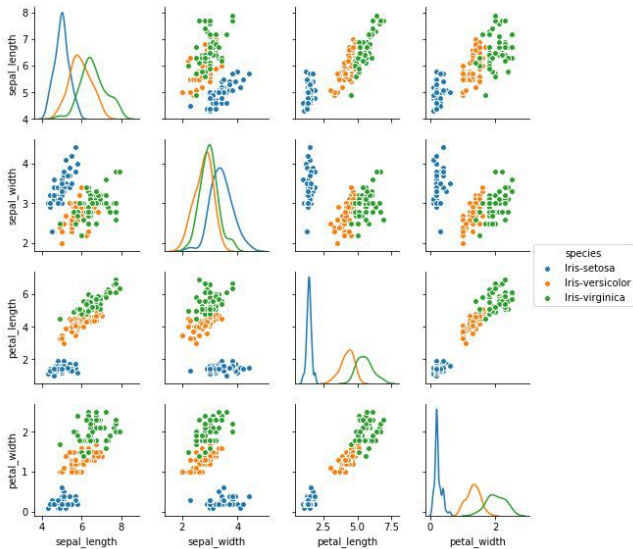 8
7
6
5
4
sepal_length
4
3
2
sepal_width
species
Iris-setosa
Iris-versicolor
Iris-virginica
6
4
2
petal_length
2
1
0
petal_width
4 6 8
2 4
2.5 5.0 7.5
0 2
sepal_length sepal_width petal_length petal_width